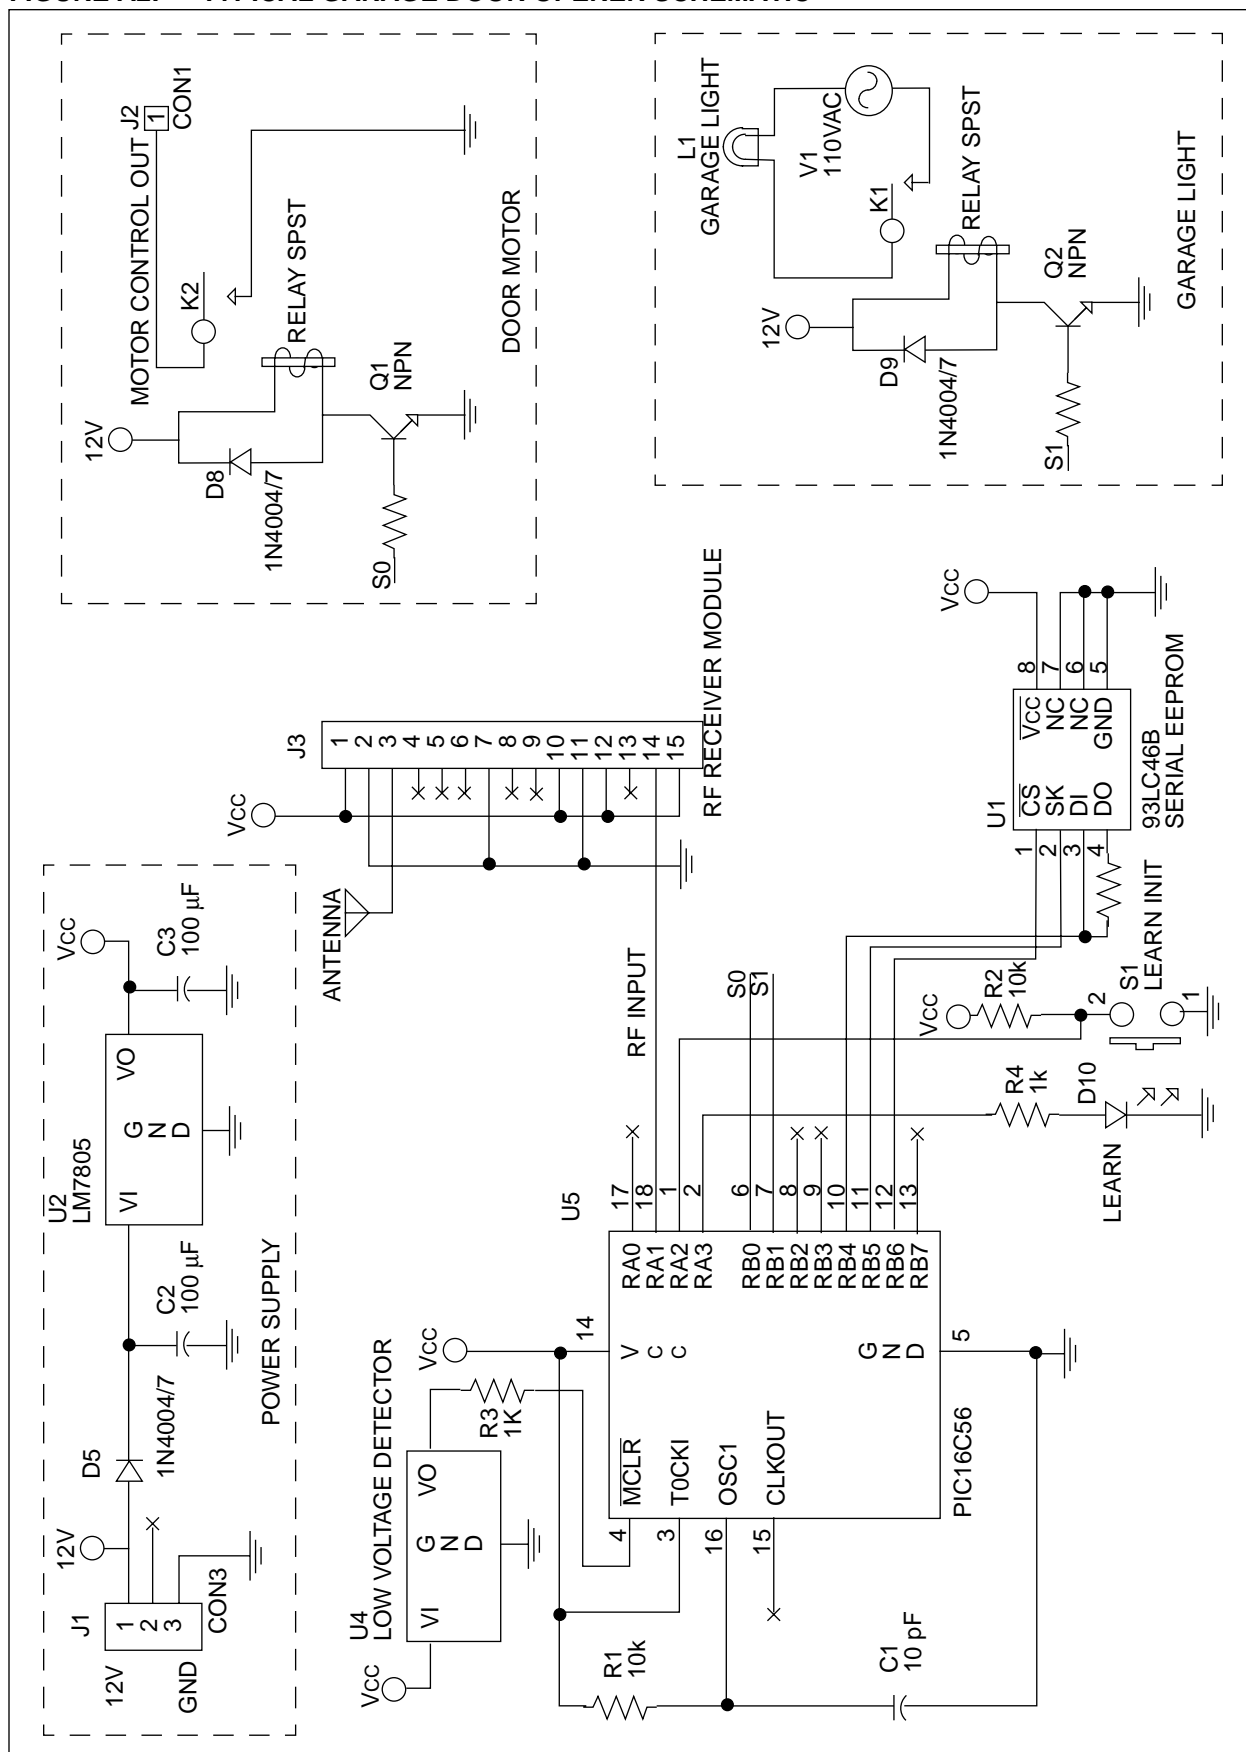 FIGURE A2: TYPICAL GARAGE DOOR OPENER SCHEMATIC
J1
12V
1
2
3
GND
CON3
12V
D5
1N4004/7
C2
100 µF
U2
LM7805
VI
VO
G
N
D
VCC
C3
100 µF
POWER SUPPLY
ANTENNA
VCC
J3
1
2
3
4
5
6
7
8
9
10
11
12
13
14
15
RF RECEIVER MODULE
RF INPUT
12V
D8
1N4004/7
MOTOR CONTROL OUT
J2
1
CON1
K2
RELAY SPST
Q1
NPN
S0
DOOR MOTOR
L1
GARAGE LIGHT
V1
110VAC
K1
RELAY SPST
12V
D9
1N4004/7
Q2
NPN
S1
GARAGE LIGHT
VCC
U4
LOW VOLTAGE DETECTOR
VI
VO
G
N
D
R3
1K
VCC
14
U5
V
C
C
MCLR
T0CKI
OSC1
CLKOUT
4
3
16
15
RA0
RA1
RA2
RA3
RB0
RB1
RB2
RB3
RB4
RB5
RB6
RB7
17
18
1
2
6
7
8
9
10
11
12
13
G
N
D
5
PIC16C56
R1
10k
C1
10 pF
S0
S1
LEARN
D10
R4
1k
VCC
R2
10k
S1
LEARN INIT
2
1
U1
CS
SK
DI
DO
1
2
3
4
VCC
NC
NC
GND
8
7
6
5
93LC46B
SERIAL EEPROM
VCC